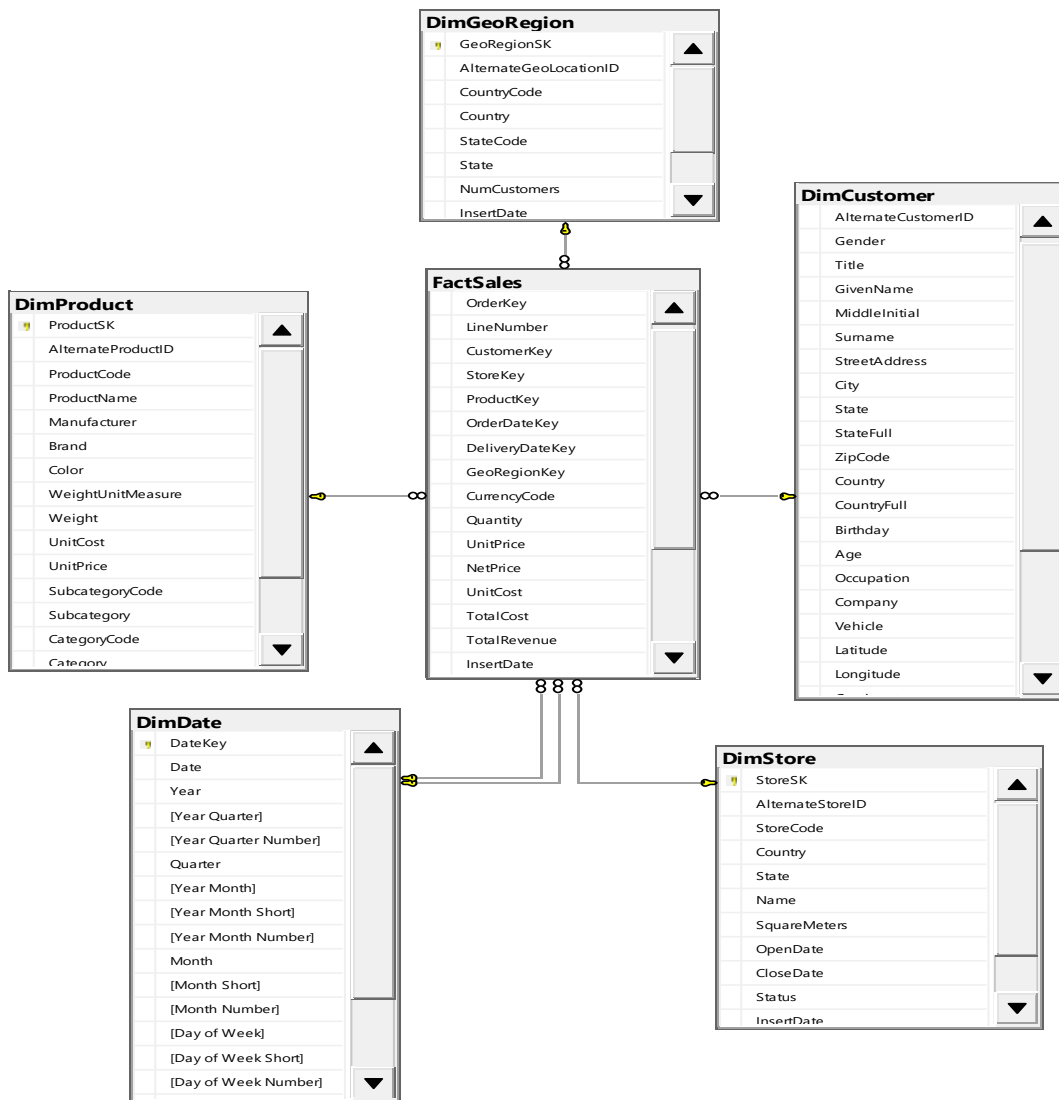 DimGeoRegion
GeoRegionSK
AlternateGeoLocationID
CountryCode
Country
StateCode
State
NumCustomers
InsertDate
DimCustomer
AlternateCustomerID
Gender
Title
GivenName
MiddleInitial
Surname
StreetAddress
City
State
StateFull
ZipCode
Country
CountryFull
Birthday
Age
Occupation
Company
Vehicle
Latitude
Longitude
FactSales
OrderKey
LineNumber
CustomerKey
StoreKey
ProductKey
OrderDateKey
DeliveryDateKey
GeoRegionKey
CurrencyCode
Quantity
UnitPrice
NetPrice
UnitCost
TotalCost
TotalRevenue
InsertDate
DimProduct
ProductSK
AlternateProductID
ProductCode
ProductName
Manufacturer
Brand
Color
WeightUnitMeasure
Weight
UnitCost
UnitPrice
SubcategoryCode
Subcategory
CategoryCode
Category
DimDate
DateKey
Date
Year
[Year Quarter]
[Year Quarter Number]
Quarter
[Year Month]
[Year Month Short]
[Year Month Number]
Month
[Month Short]
[Month Number]
[Day of Week]
[Day of Week Short]
[Day of Week Number]
DimStore
StoreSK
AlternateStoreID
StoreCode
Country
State
Name
SquareMeters
OpenDate
CloseDate
Status
InsertDate